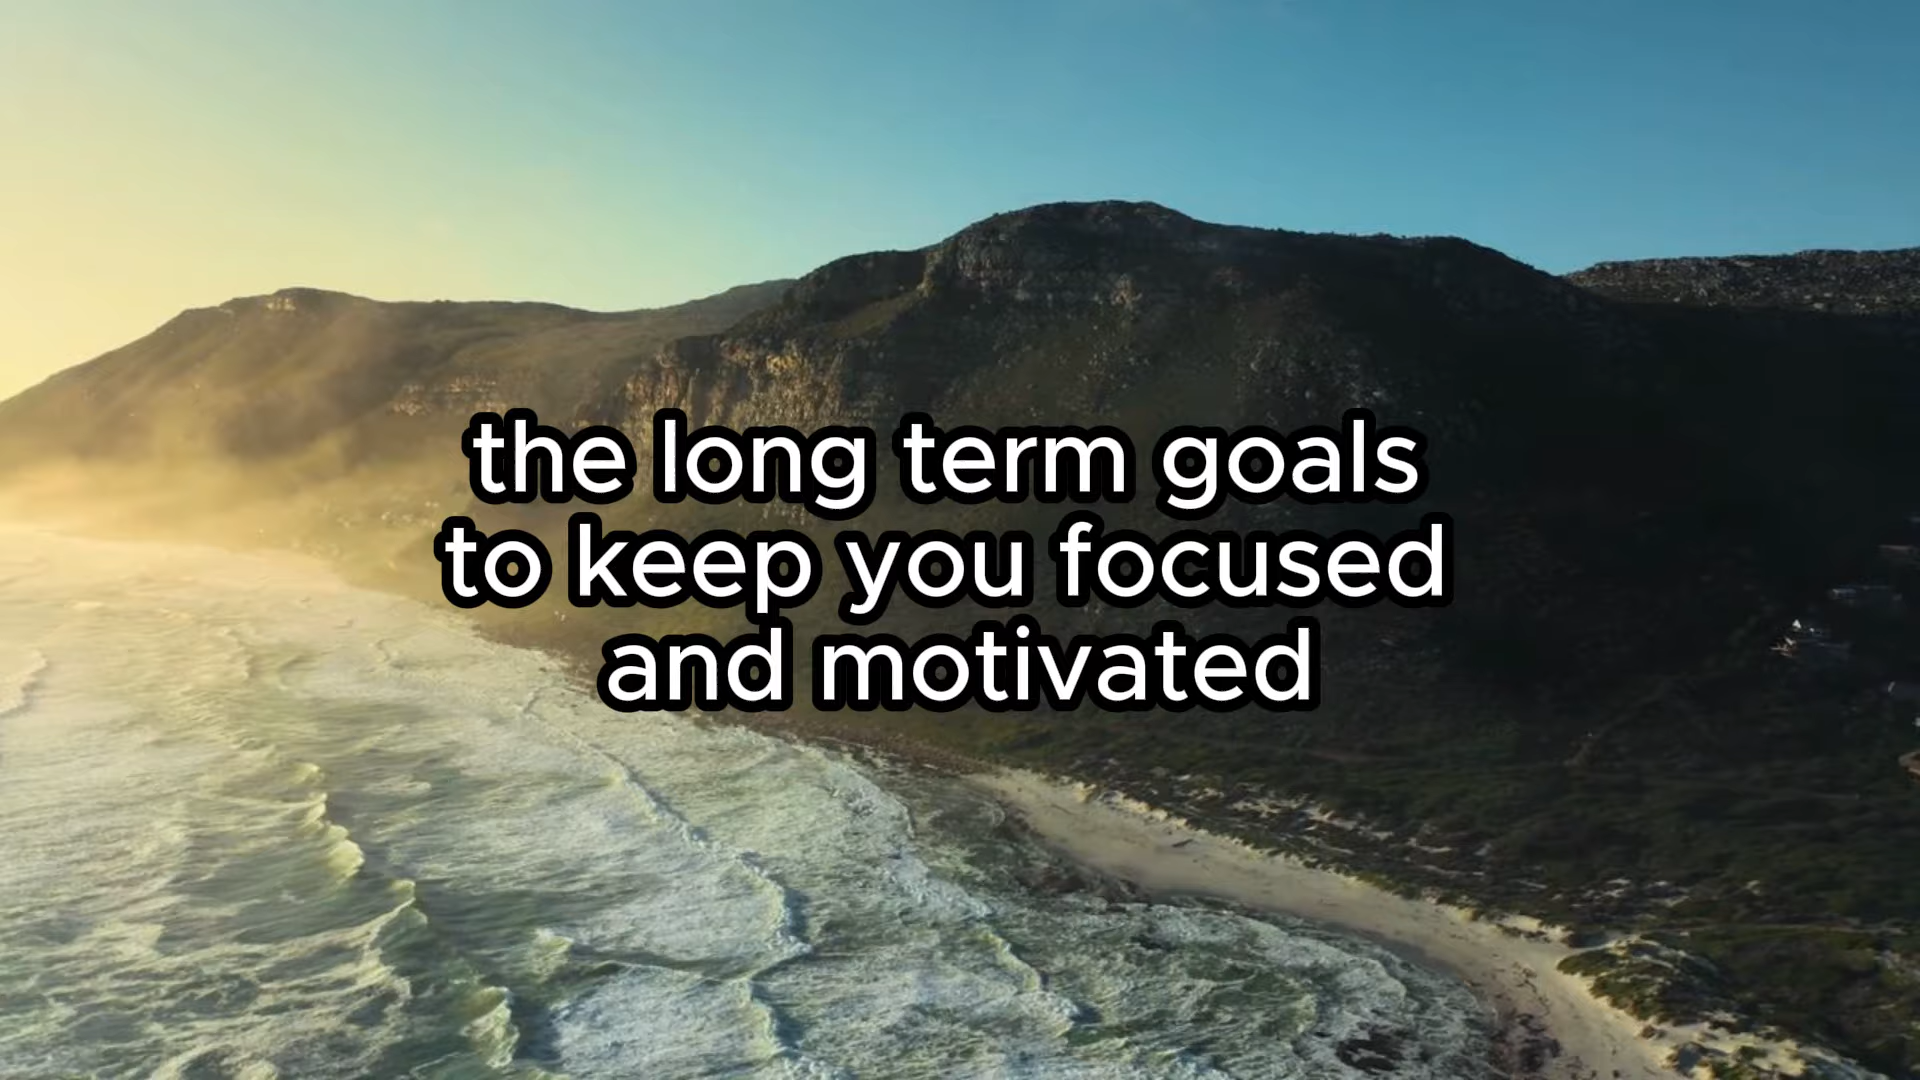 the long term goals
to keep you focused
and motivated